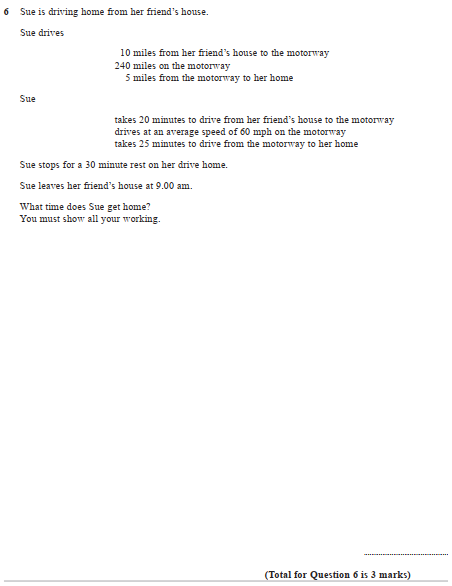 6 Sue is driving home from her friend's house.
Sue drives
10 miles from her friend's house to the motorway
240 miles on the motorway
5 miles from the motorway to her home
Sue
takes 20 minutes to drive from her friend's house to the motorway
drives at an average speed of 60 mph on the motorway
takes 25 minutes to drive from the motorway to her home
Sue stops for a 30 minute rest on her drive home.
Sue leaves her friend's house at 9.00 am.
What time does Sue get home?
You must show all your working.
(Total for Question 6 is 3 marks)